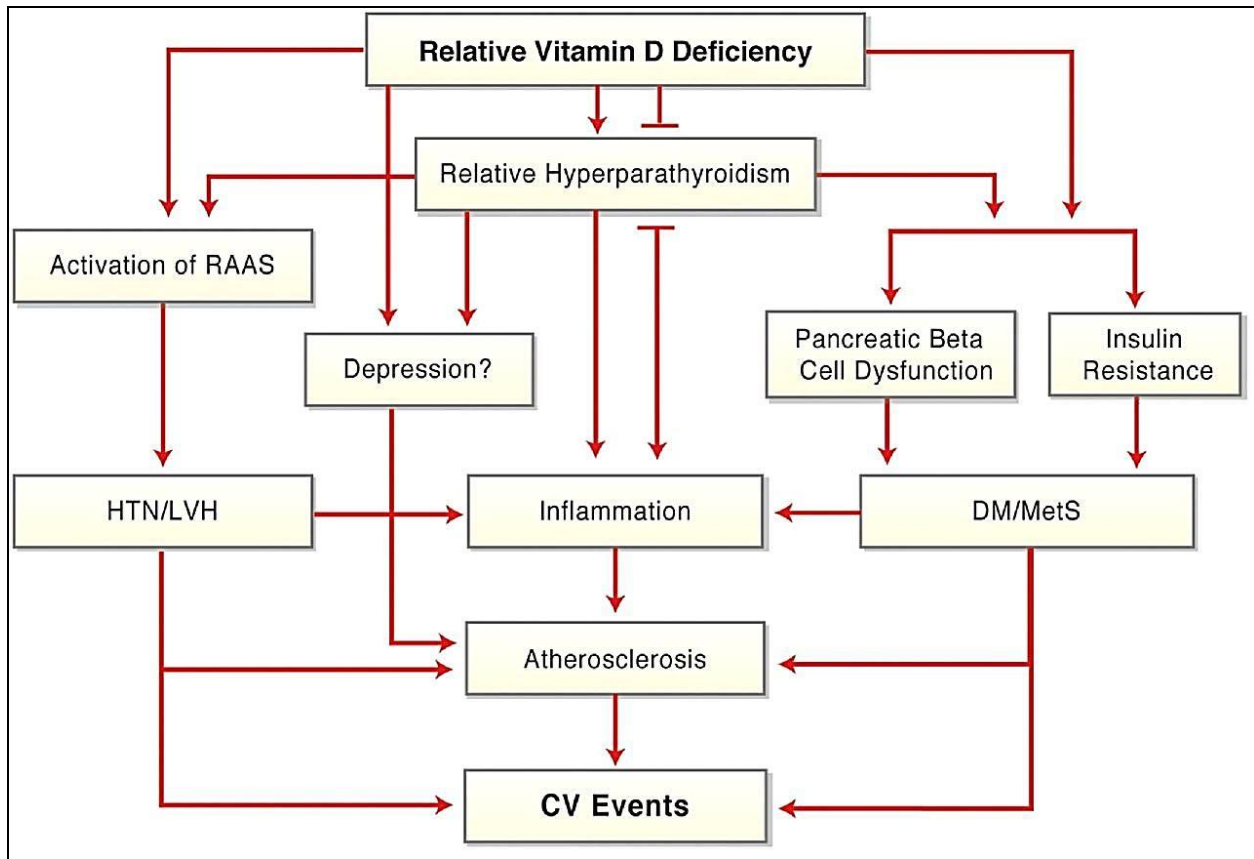 Relative Vitamin D Deficiency
Relative Hyperparathyroidism
Activation of RAAS
Depression?
Pancreatic Beta
Cell Dysfunction
Insulin
Resistance
HTN/LVH
Inflammation
DM/MetS
Atherosclerosis
CV Events